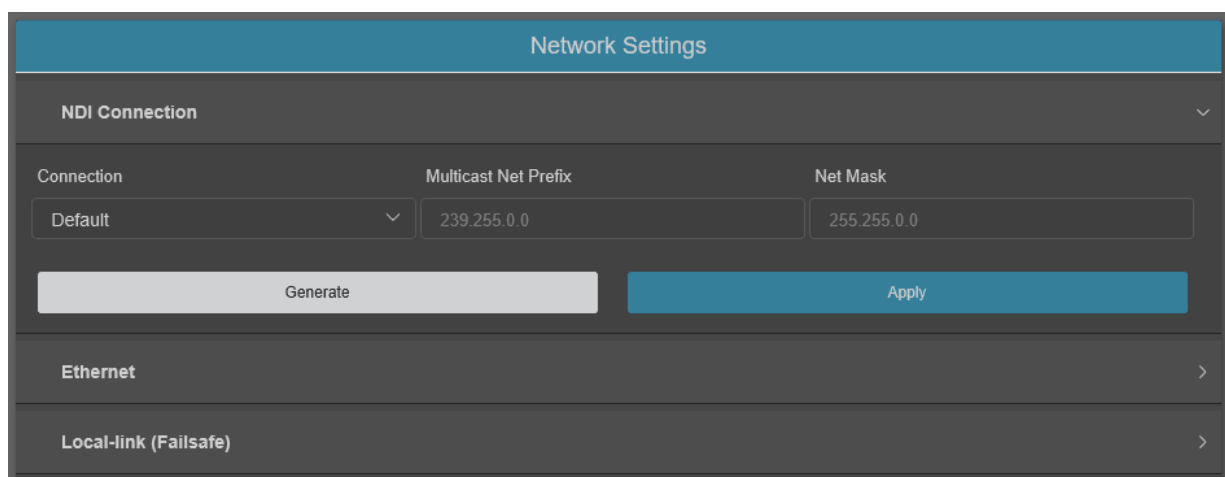 Network Settings
NDI Connection
Connection Multicast Net Prefix Net Mask
Default 239.255.0.0 255.255.0.0
Generate Apply
Ethernet
Local-link (Failsafe)